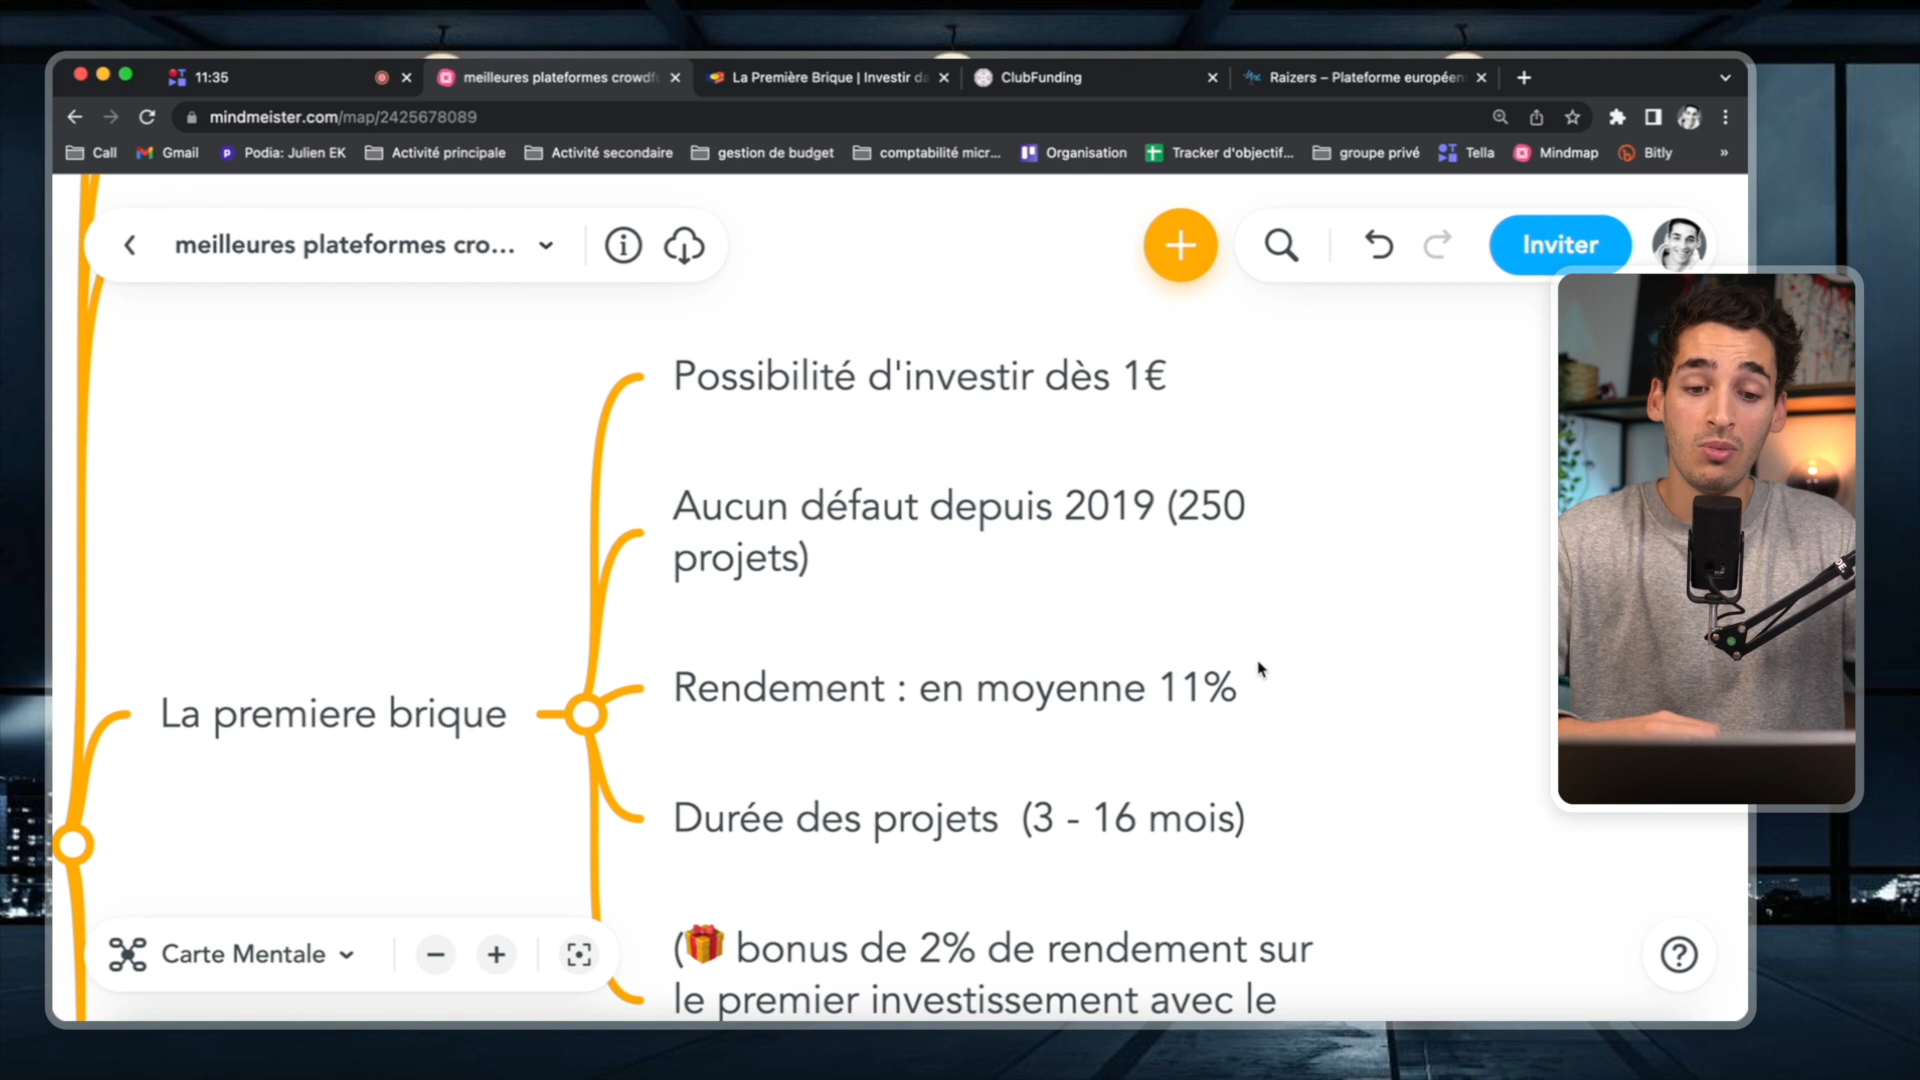 11:35
meilleures plateformes crowdf
La Première Brique | Investir da
ClubFunding
Raizers – Plateforme européen
mindmeister.com/map/2425678089
Call
Gmail
Podia: Julien EK
Activité principale
Activité secondaire
gestion de budget
comptabilité micr...
Organisation
Tracker d'objectif...
groupe privé
Tella
Mindmap
Bitly
»
meilleures plateformes cro...
Inviter
Possibilité d'investir dès 1€
Aucun défaut depuis 2019 (250
projets)
Rendement : en moyenne 11%
La premiere brique
Durée des projets (3 - 16 mois)
(🎁 bonus de 2% de rendement sur
le premier investissement avec le
Carte Mentale